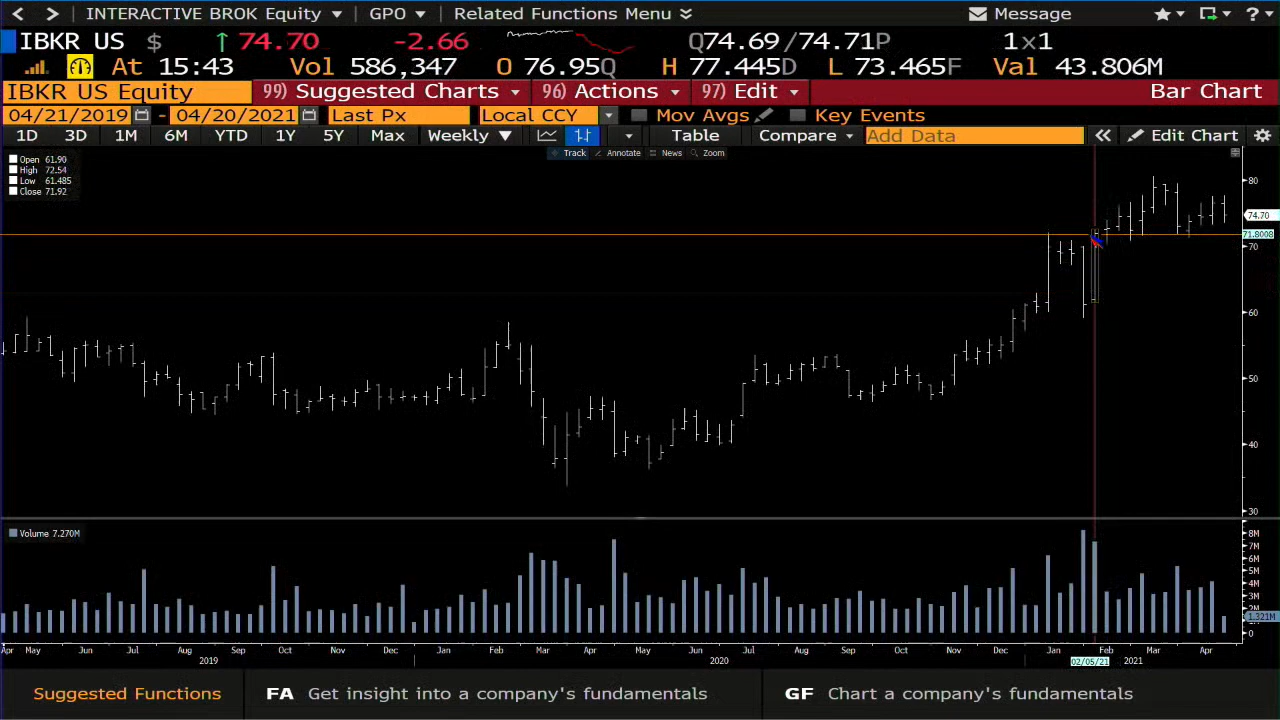 INTERACTIVE BROK Equity GPO Related Functions Menu Message ?
IBKR US $ 74.70 -2.66 Q74.69/74.71P 1x1
At 15:43 Vol 586,347 O 76.95Q H 77.445D L 73.465F Val 43.806M
IBKR US Equity 99) Suggested Charts 96) Actions 97) Edit Bar Chart
04/21/2019 - 04/20/2021 Last Px Local CCY Mov Avgs Key Events
1D 3D 1M 6M YTD 1Y 5Y Max Weekly Table Compare Add Data Edit Chart
Track Annotate News Zoom
Open 61.90
High 72.54
Low 61.485
Close 71.92
80
74.70
71.8008
70
60
50
40
30
Volume 7.270M
8M
7M
6M
5M
4M
3M
2M
1.321M
0
Apr May Jun Jul Aug Sep Oct Nov Dec Jan Feb Mar Apr May Jun Jul Aug Sep Oct Nov Dec Jan Feb Mar Apr
2019 2020 02/05/21 2021
Suggested Functions FA Get insight into a company's fundamentals GF Chart a company's fundamentals